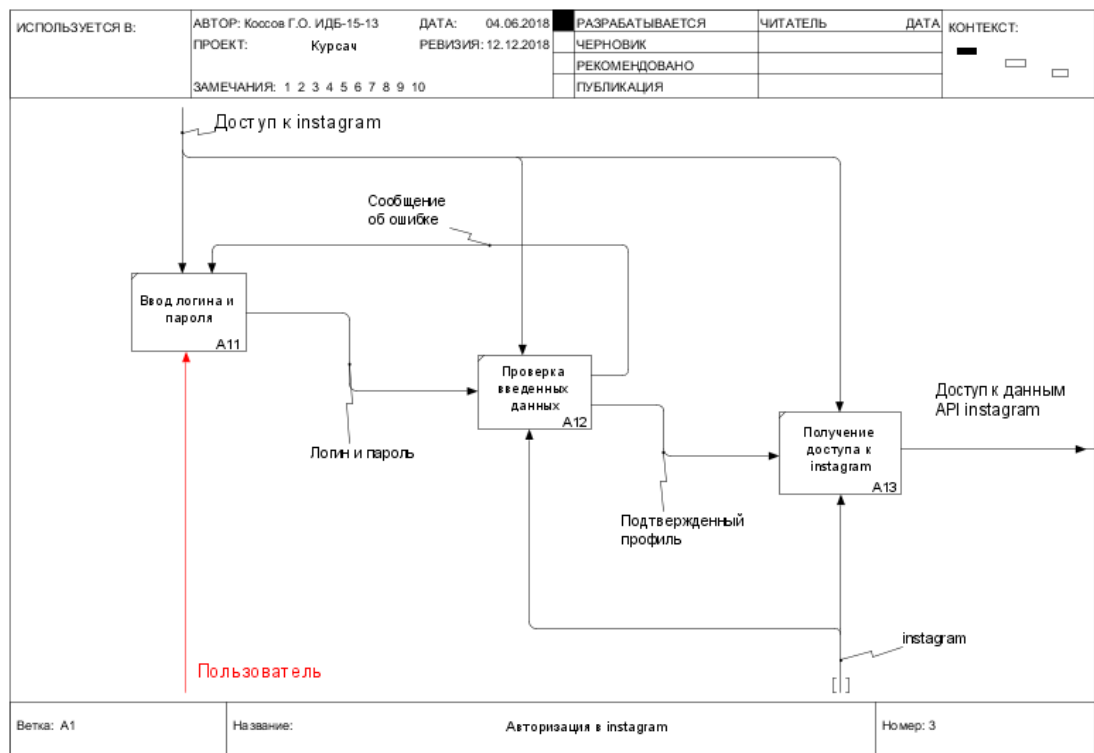 ИСПОЛЬЗУЕТСЯ В:
АВТОР: Коссов Г.О. ИДБ-15-13
ДАТА: 04.06.2018
ПРОЕКТ: Курсач
РЕВИЗИЯ: 12.12.2018
ЗАМЕЧАНИЯ: 1 2 3 4 5 6 7 8 9 10
РАЗРАБАТЫВАЕТСЯ
ЧЕРНОВИК
РЕКОМЕНДОВАНО
ПУБЛИКАЦИЯ
ЧИТАТЕЛЬ
ДАТА
КОНТЕКСТ:
Доступ к instagram
Сообщение
об ошибке
Ввод логина и
пароля
A11
Проверка
введенных
данных
A12
Логин и пароль
Доступ к данным
API instagram
Получение
доступа к
instagram
A13
Подтвержденный
профиль
instagram
Пользователь
Ветка: A1
Название: Авторизация в instagram
Номер: 3